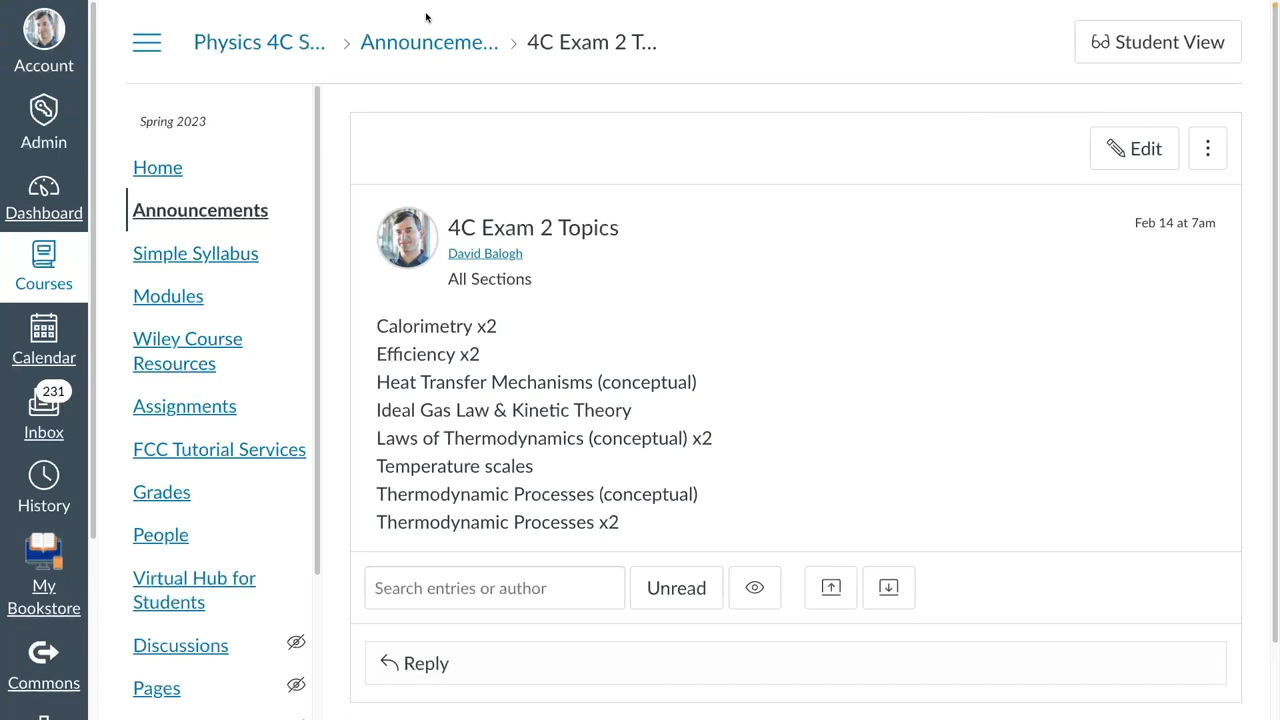 Account
Admin
Dashboard
Courses
Calendar
231
Inbox
History
My
Bookstore
Commons
Physics 4C S... > Announceme... > 4C Exam 2 T...
Student View
Spring 2023
Home
Announcements
Simple Syllabus
Modules
Wiley Course
Resources
Assignments
FCC Tutorial Services
Grades
People
Virtual Hub for
Students
Discussions
Pages
Edit
4C Exam 2 Topics
Feb 14 at 7am
David Balogh
All Sections
Calorimetry x2
Efficiency x2
Heat Transfer Mechanisms (conceptual)
Ideal Gas Law & Kinetic Theory
Laws of Thermodynamics (conceptual) x2
Temperature scales
Thermodynamic Processes (conceptual)
Thermodynamic Processes x2
Search entries or author
Unread
Reply